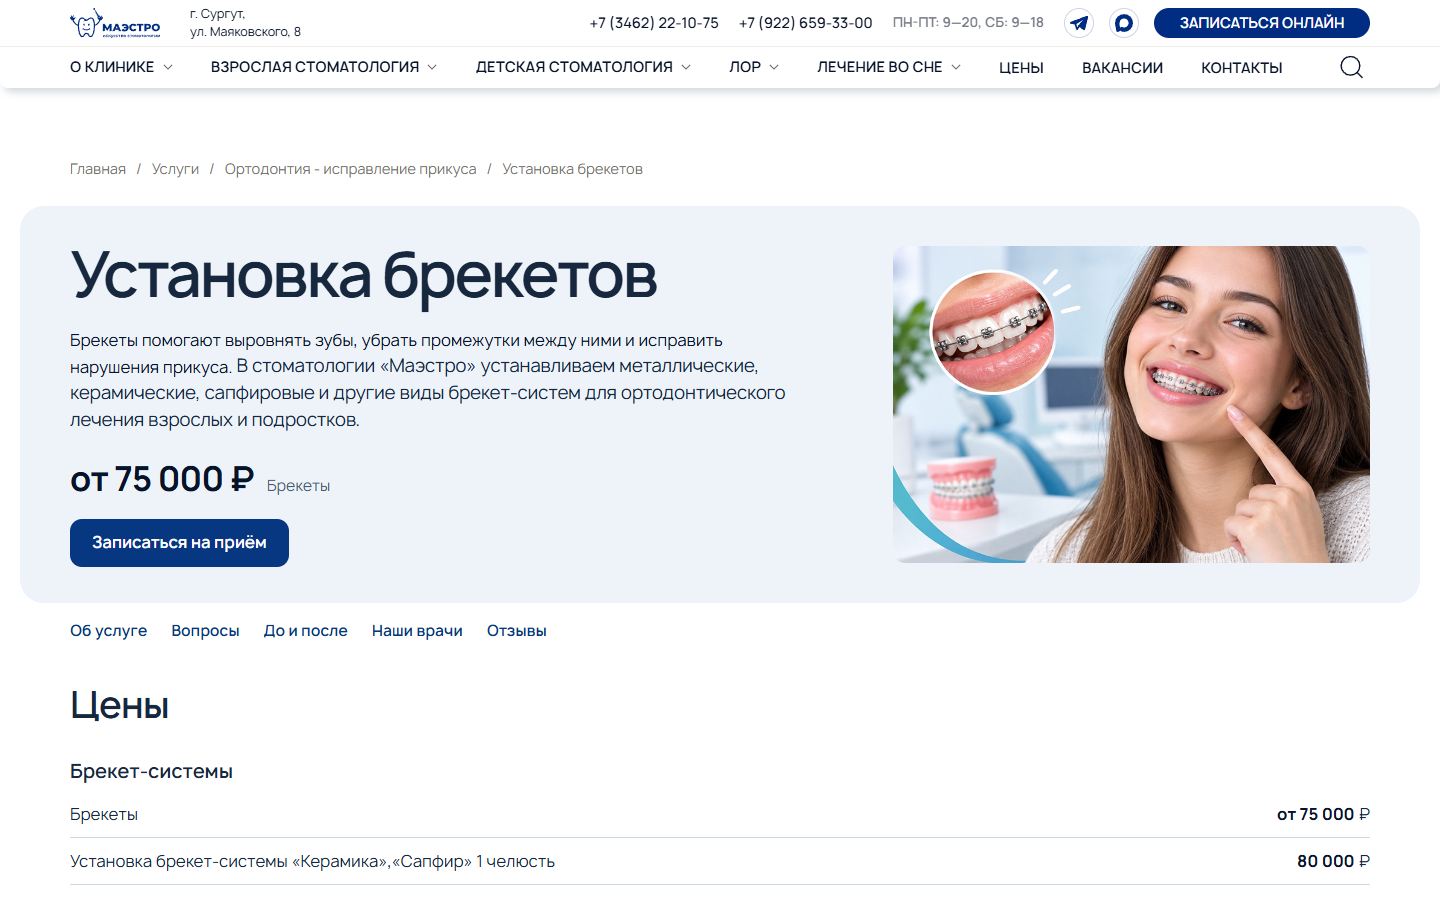 МАЭСТРО
г. Сургут,
ул. Маяковского, 8
+7 (3462) 22-10-75
+7 (922) 659-33-00
ПН-ПТ: 9—20, СБ: 9—18
ЗАПИСАТЬСЯ ОНЛАЙН
О КЛИНИКЕ
ВЗРОСЛАЯ СТОМАТОЛОГИЯ
ДЕТСКАЯ СТОМАТОЛОГИЯ
ЛОР
ЛЕЧЕНИЕ ВО СНЕ
ЦЕНЫ
ВАКАНСИИ
КОНТАКТЫ
Главная / Услуги / Ортодонтия - исправление прикуса / Установка брекетов
Установка брекетов
Брекеты помогают выровнять зубы, убрать промежутки между ними и исправить
нарушения прикуса. В стоматологии «Маэстро» устанавливаем металлические,
керамические, сапфировые и другие виды брекет-систем для ортодонтического
лечения взрослых и подростков.
от 75 000 ₽ Брекеты
Записаться на приём
Об услуге
Вопросы
До и после
Наши врачи
Отзывы
Цены
Брекет-системы
Брекеты от 75 000 ₽
Установка брекет-системы «Керамика»,«Сапфир» 1 челюсть 80 000 ₽